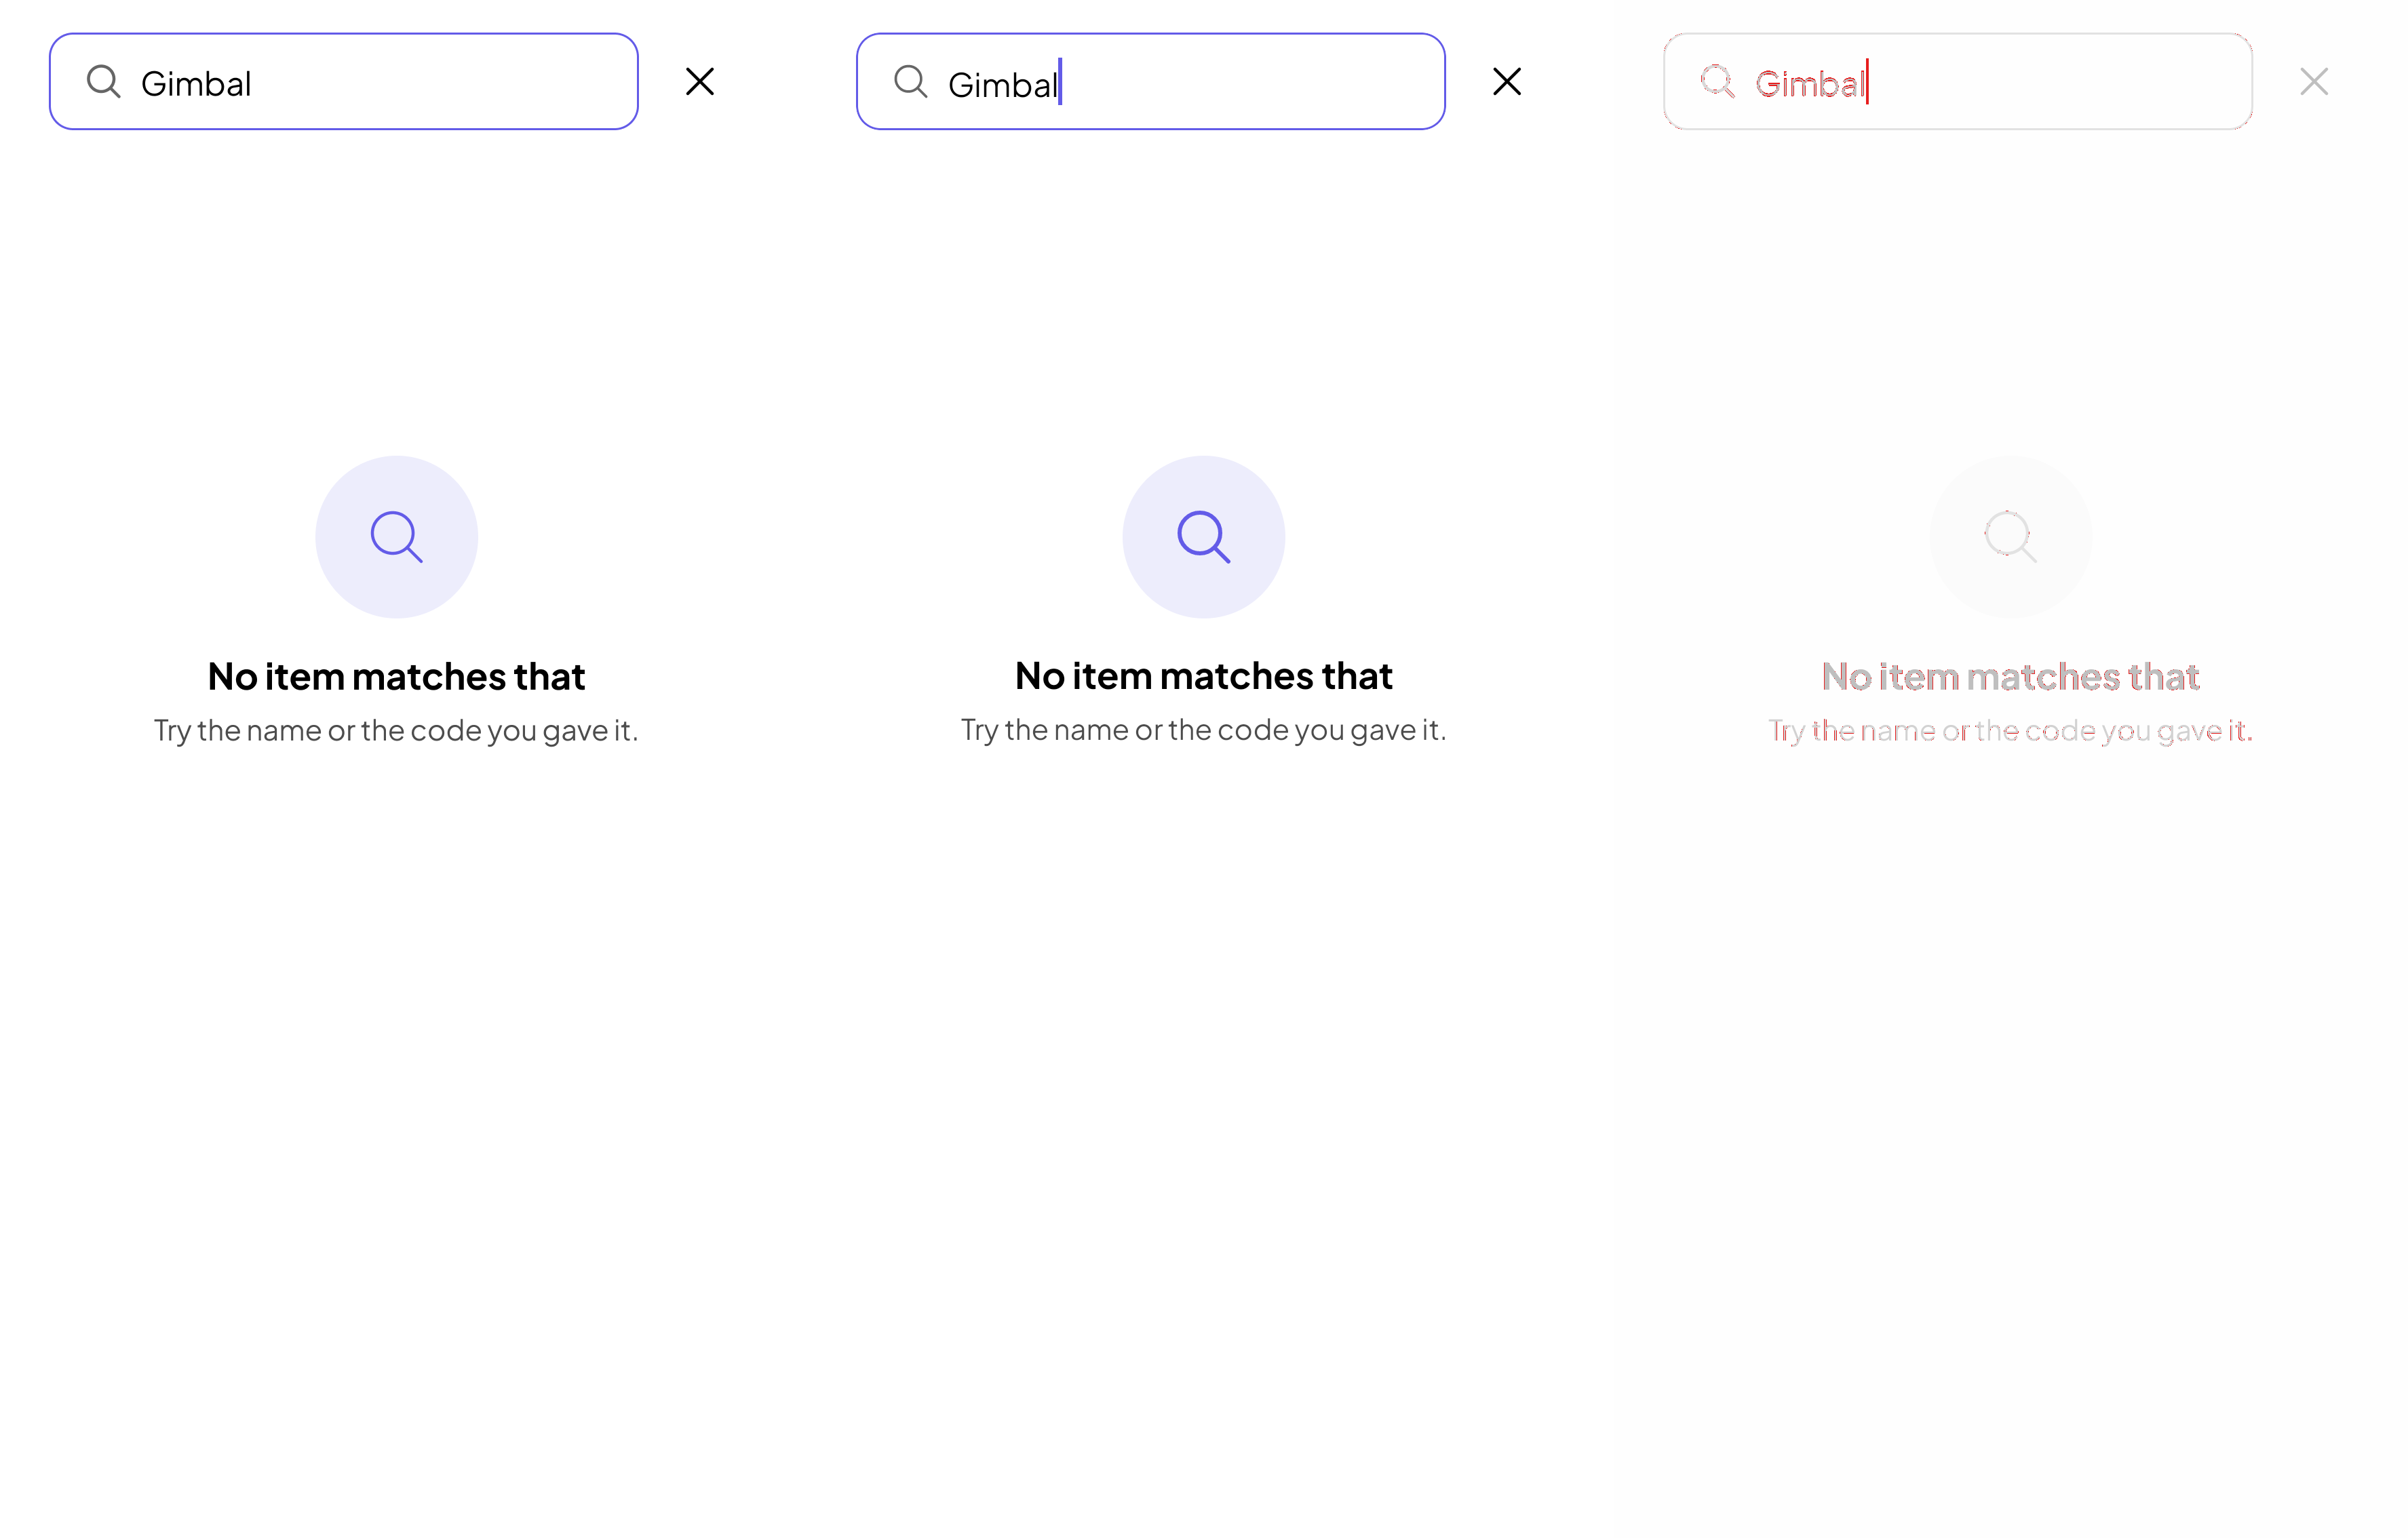 Gimbal
No item matches that
Try the name or the code you gave it.
Gimbal
No item matches that
Try the name or the code you gave it.
Gimbal
No item matches that
Try the name or the code you gave it.